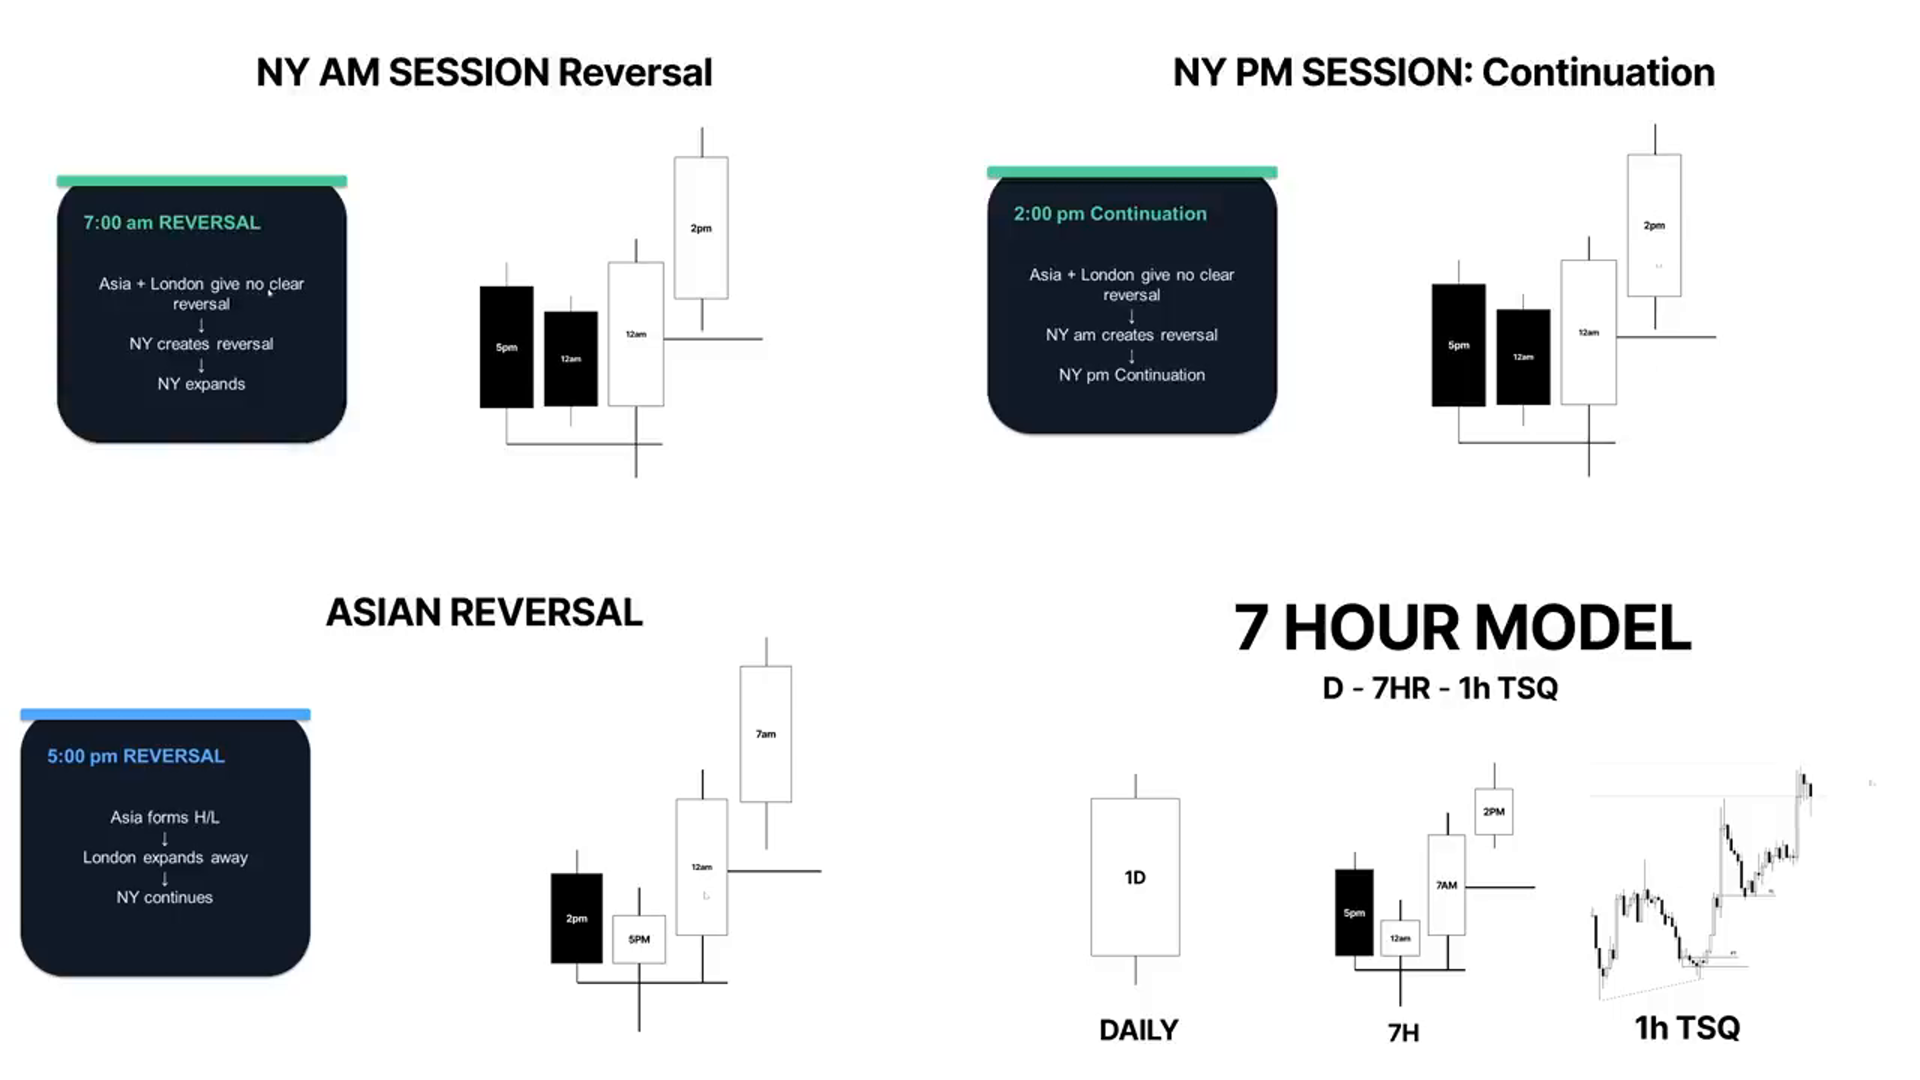 NY AM SESSION Reversal
7:00 am REVERSAL
Asia + London give no clear
reversal
↓
NY creates reversal
↓
NY expands
5pm
12am
12am
2pm
NY PM SESSION: Continuation
2:00 pm Continuation
Asia + London give no clear
reversal
↓
NY am creates reversal
↓
NY pm Continuation
5pm
12am
12am
2pm
ASIAN REVERSAL
5:00 pm REVERSAL
Asia forms H/L
↓
London expands away
↓
NY continues
2pm
5PM
12am
7am
7 HOUR MODEL
D - 7HR - 1h TSQ
1D
DAILY
5pm
12am
7AM
2PM
7H
1h TSQ